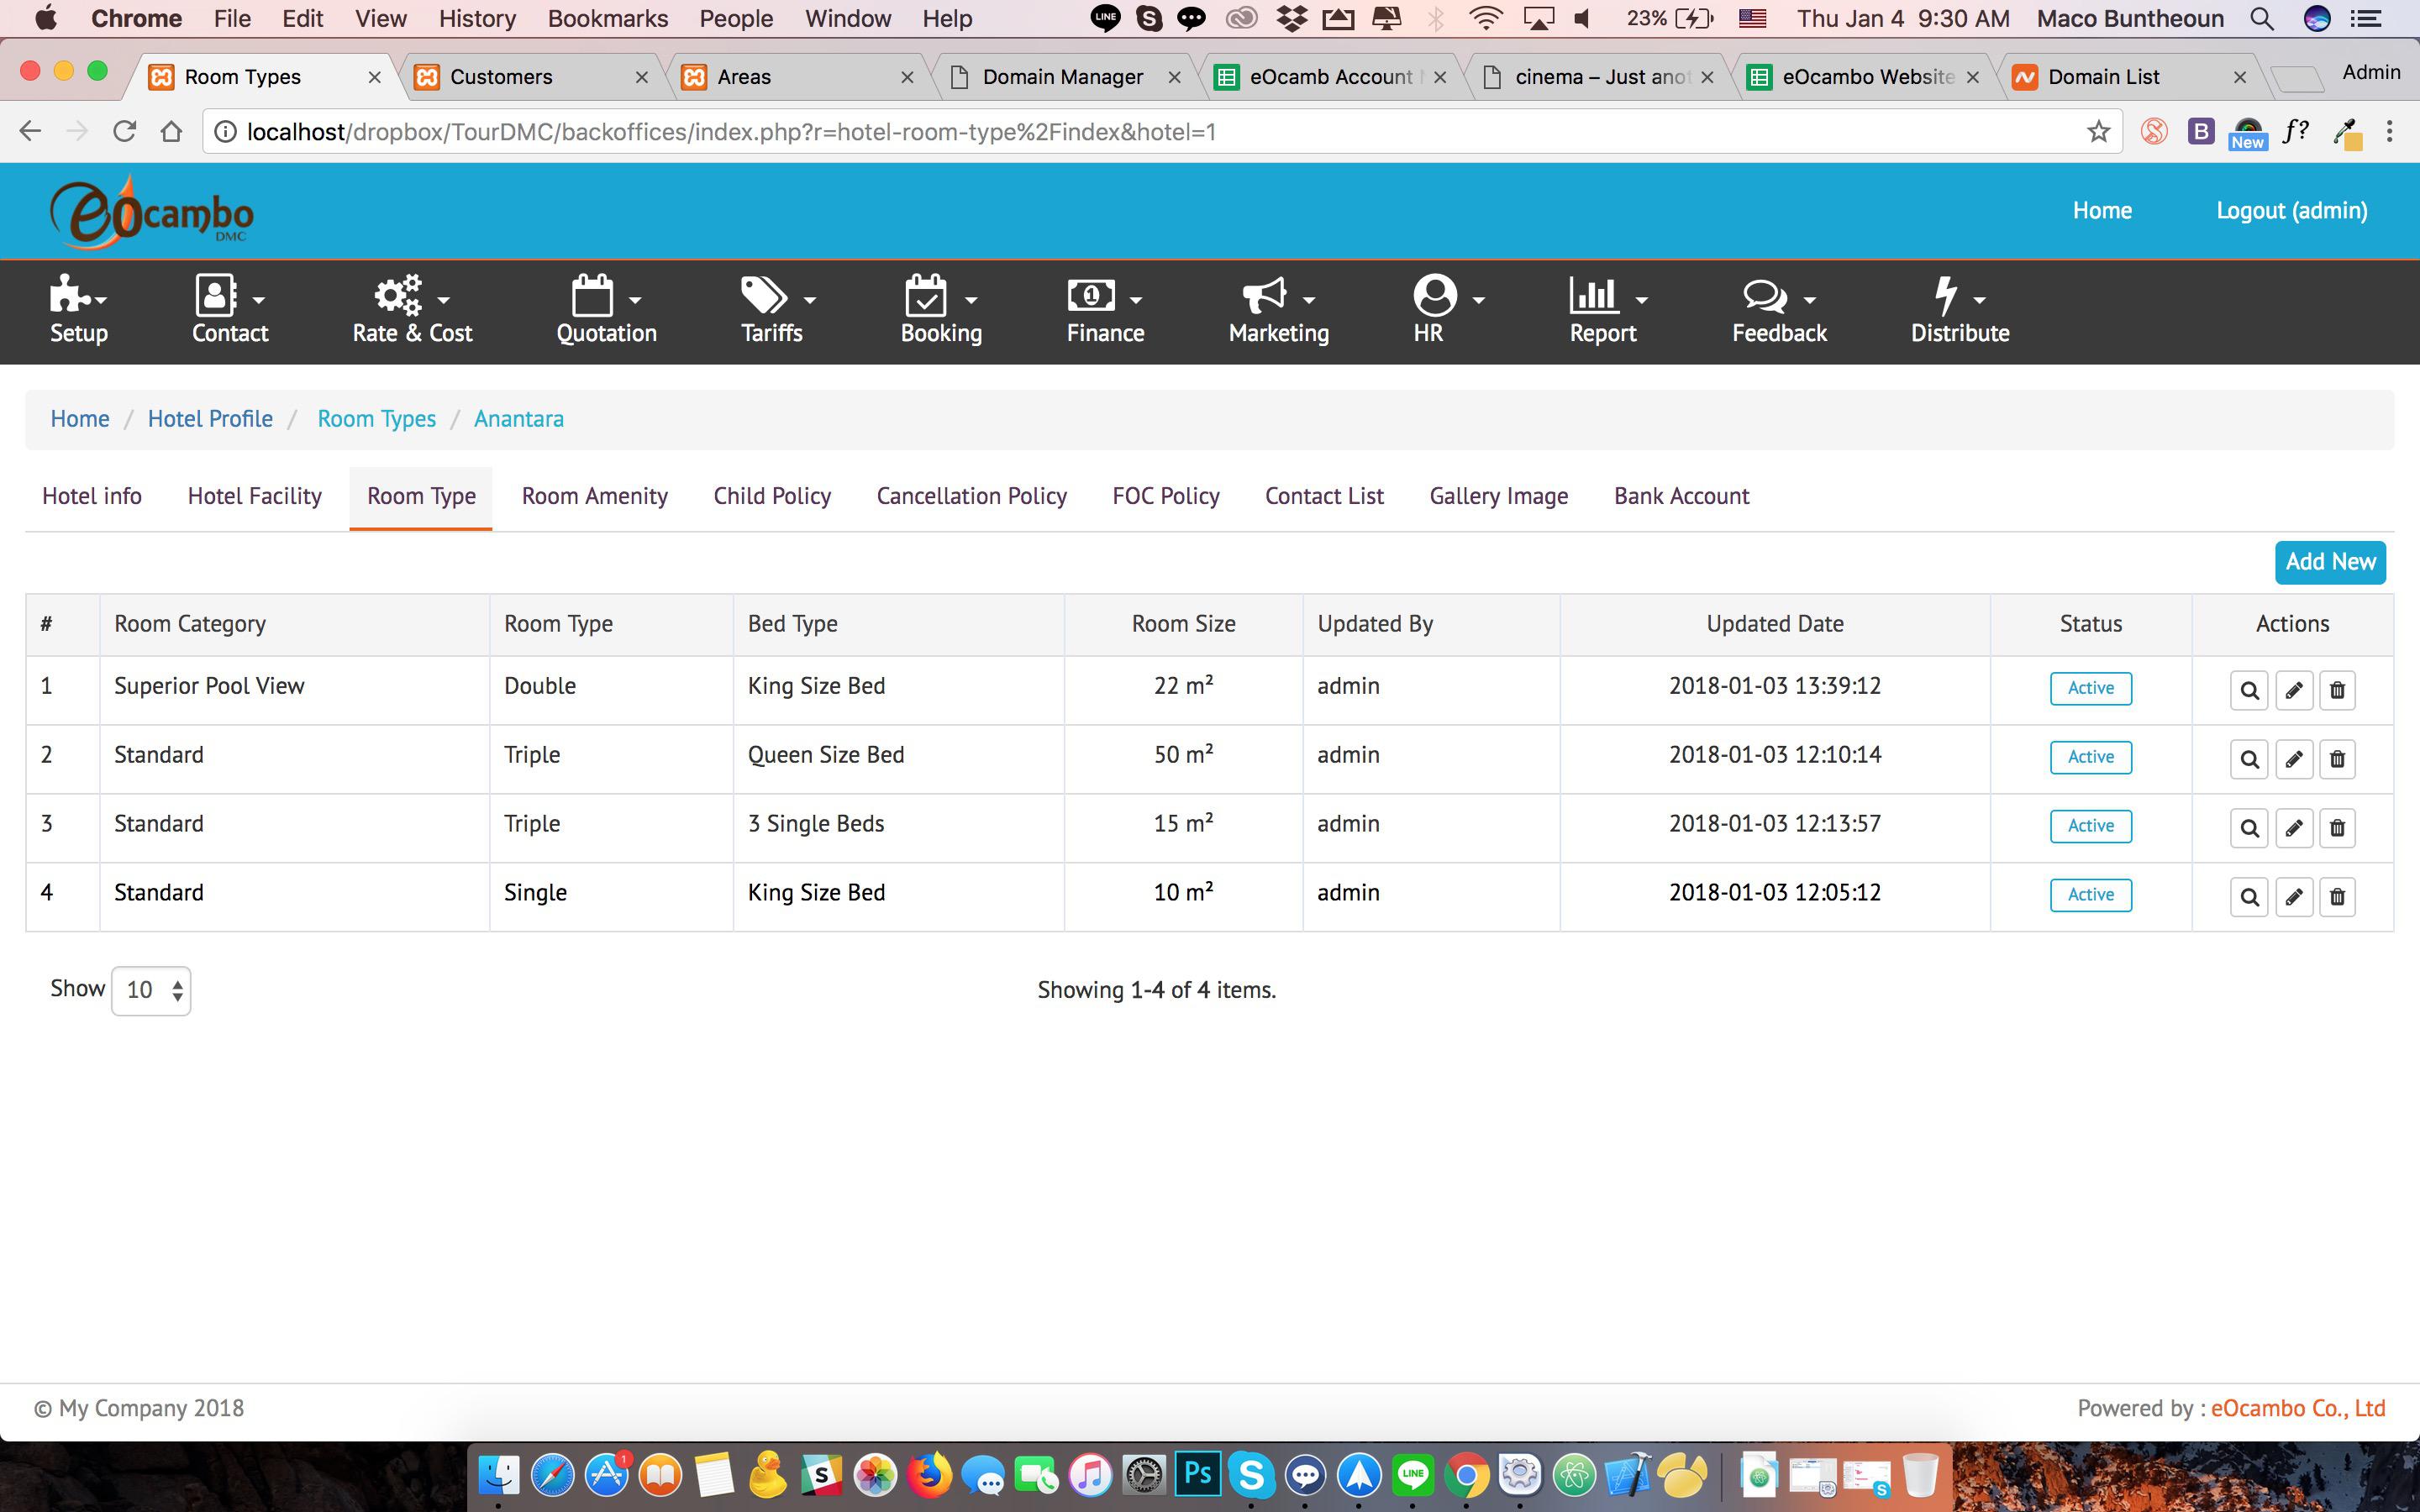 Chrome File Edit View History Bookmarks People Window Help LINE S 23% Thu Jan 4 9:30 AM Maco Buntheoun
Room Types Customers Areas Domain Manager eOcamb Account cinema – Just anot eOcambo Website Domain List Admin
localhost/dropbox/TourDMC/backoffices/index.php?r=hotel-room-type%2Findex&hotel=1 B New f?
eOcambo DMC Home Logout (admin)
Setup Contact Rate & Cost Quotation Tariffs Booking Finance Marketing HR Report Feedback Distribute
Home / Hotel Profile / Room Types / Anantara
Hotel info Hotel Facility Room Type Room Amenity Child Policy Cancellation Policy FOC Policy Contact List Gallery Image Bank Account
Add New
# Room Category Room Type Bed Type Room Size Updated By Updated Date Status Actions
1 Superior Pool View Double King Size Bed 22 m² admin 2018-01-03 13:39:12 Active
2 Standard Triple Queen Size Bed 50 m² admin 2018-01-03 12:10:14 Active
3 Standard Triple 3 Single Beds 15 m² admin 2018-01-03 12:13:57 Active
4 Standard Single King Size Bed 10 m² admin 2018-01-03 12:05:12 Active
Show 10 Showing 1-4 of 4 items.
© My Company 2018 Powered by : eOcambo Co., Ltd
1 S Ps S LINE S